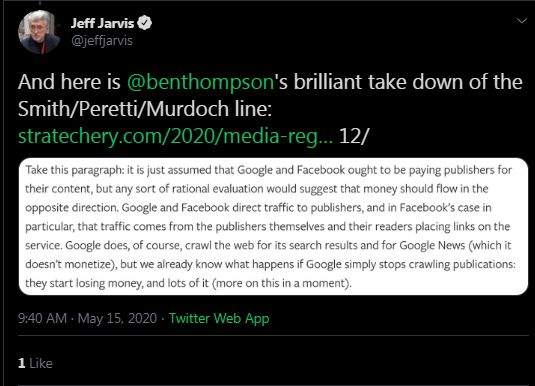 Jeff Jarvis
@jeffjarvis
And here is @benthompson's brilliant take down of the
Smith/Peretti/Murdoch line:
stratechery.com/2020/media-reg... 12/
Take this paragraph: it is just assumed that Google and Facebook ought to be paying publishers for
their content, but any sort of rational evaluation would suggest that money should flow in the
opposite direction. Google and Facebook direct traffic to publishers, and in Facebook's case in
particular, that traffic comes from the publishers themselves and their readers placing links on the
service. Google does, of course, crawl the web for its search results and for Google News (which it
doesn't monetize), but we already know what happens if Google simply stops crawling publications:
they start losing money, and lots of it (more on this in a moment).
9:40 AM · May 15, 2020 · Twitter Web App
1 Like